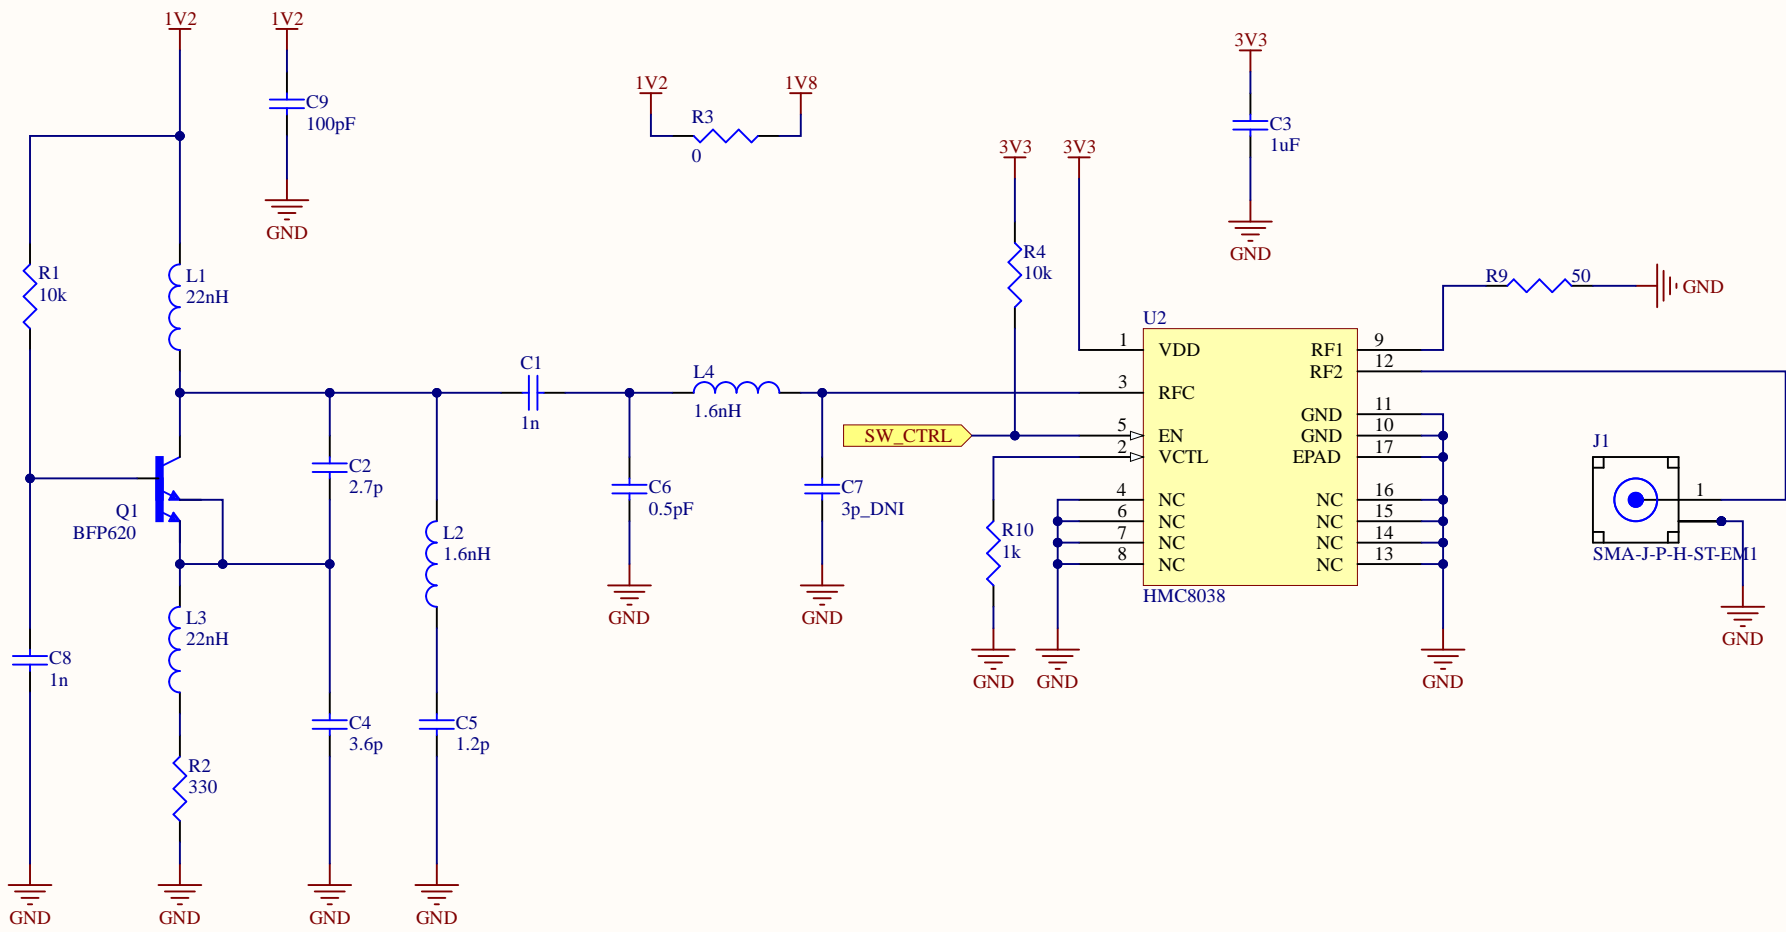 1V2
1V2
C9
100pF
GND
1V2
1V8
R3
0
3V3
C3
1uF
GND
3V3
3V3
R4
10k
R1
10k
L1
22nH
R9
50
GND
U2
1
VDD
3
RFC
5
EN
2
VCTL
4
NC
6
NC
7
NC
8
NC
RF1
9
RF2
12
GND
11
GND
10
EPAD
17
NC
16
NC
15
NC
14
NC
13
HMC8038
C1
1n
L4
1.6nH
SW_CTRL
J1
1
SMA-J-P-H-ST-EM1
GND
Q1
BFP620
C2
2.7p
L2
1.6nH
C6
0.5pF
GND
C7
3p_DNI
GND
R10
1k
GND
GND
GND
L3
22nH
C8
1n
R2
330
C4
3.6p
C5
1.2p
GND
GND
GND
GND